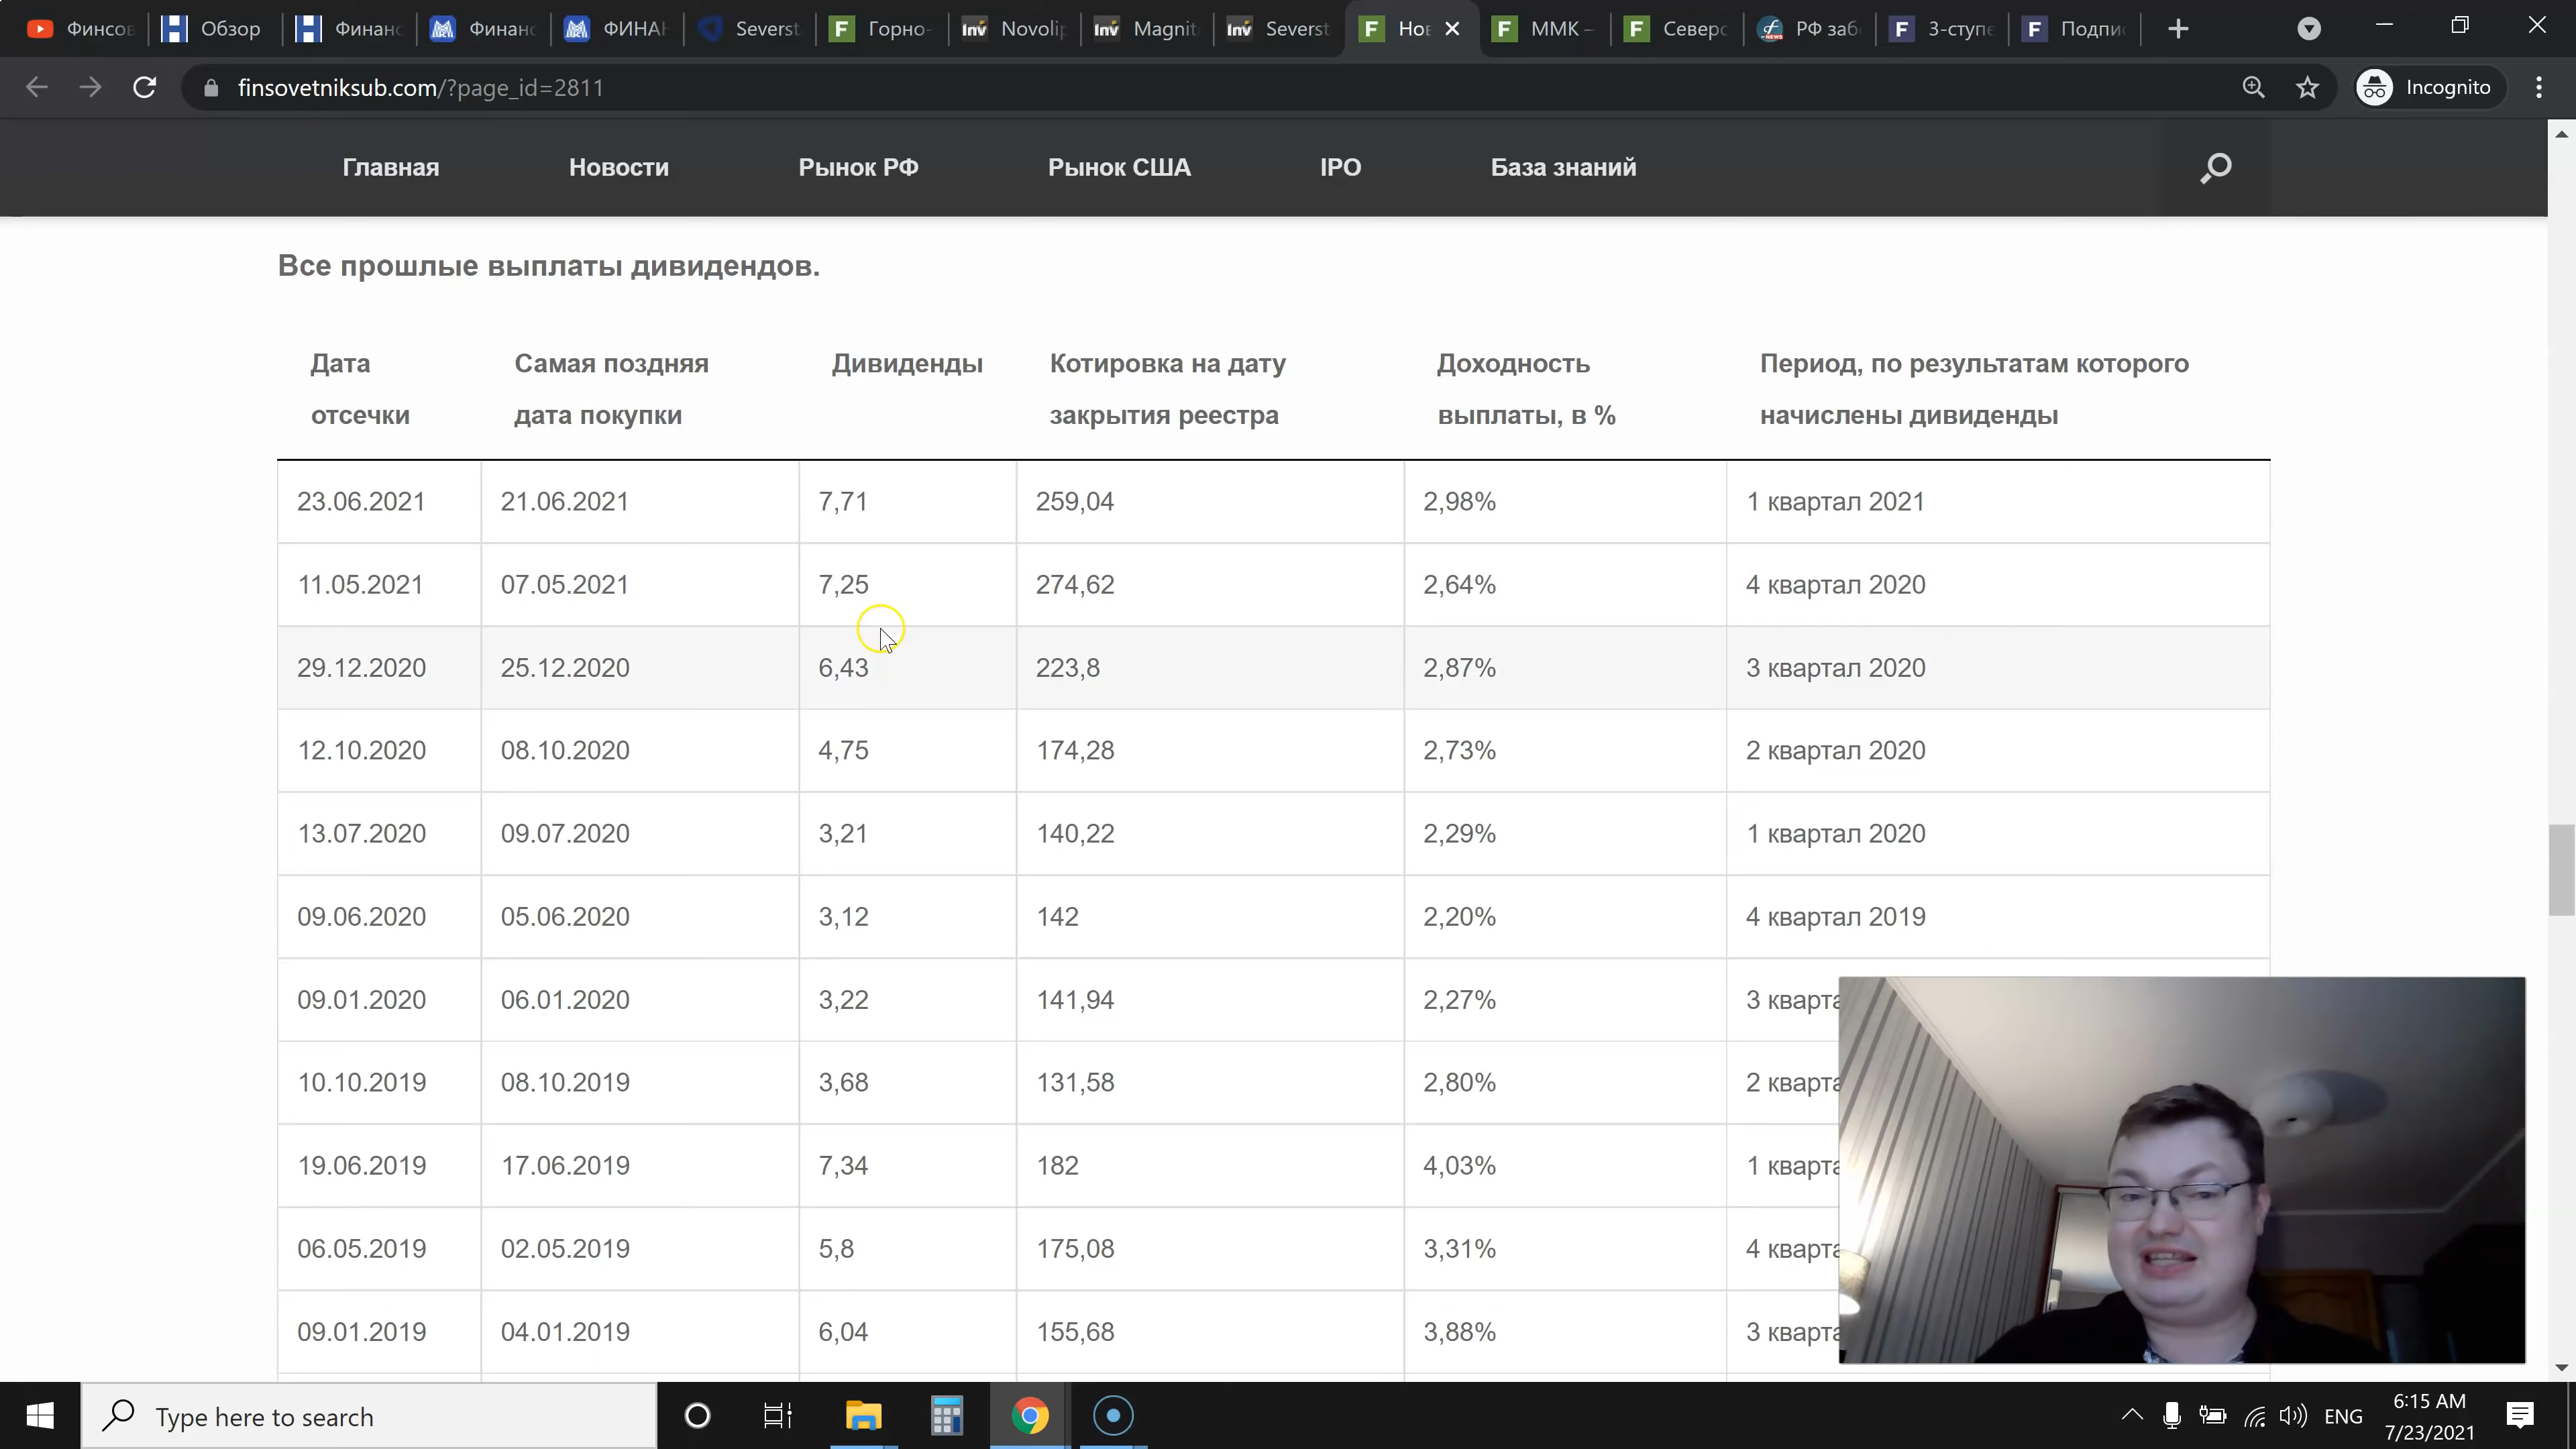 Финсов
Обзор
Финанс
Финанс
ФИНАН
Severst
Горно-
Novolip
Magnit
Severst
Нов
ММК –
Северс
РФ заб
3-ступе
Подпис
finsovetniksub.com/?page_id=2811
Incognito
Главная Новости Рынок РФ Рынок США IPO База знаний
Все прошлые выплаты дивидендов.
Дата отсечки Самая поздняя дата покупки Дивиденды Котировка на дату закрытия реестра Доходность выплаты, в % Период, по результатам которого начислены дивиденды
23.06.2021 21.06.2021 7,71 259,04 2,98% 1 квартал 2021
11.05.2021 07.05.2021 7,25 274,62 2,64% 4 квартал 2020
29.12.2020 25.12.2020 6,43 223,8 2,87% 3 квартал 2020
12.10.2020 08.10.2020 4,75 174,28 2,73% 2 квартал 2020
13.07.2020 09.07.2020 3,21 140,22 2,29% 1 квартал 2020
09.06.2020 05.06.2020 3,12 142 2,20% 4 квартал 2019
09.01.2020 06.01.2020 3,22 141,94 2,27% 3 кварта
10.10.2019 08.10.2019 3,68 131,58 2,80% 2 кварта
19.06.2019 17.06.2019 7,34 182 4,03% 1 кварта
06.05.2019 02.05.2019 5,8 175,08 3,31% 4 кварта
09.01.2019 04.01.2019 6,04 155,68 3,88% 3 кварта
Type here to search
ENG
6:15 AM
7/23/2021